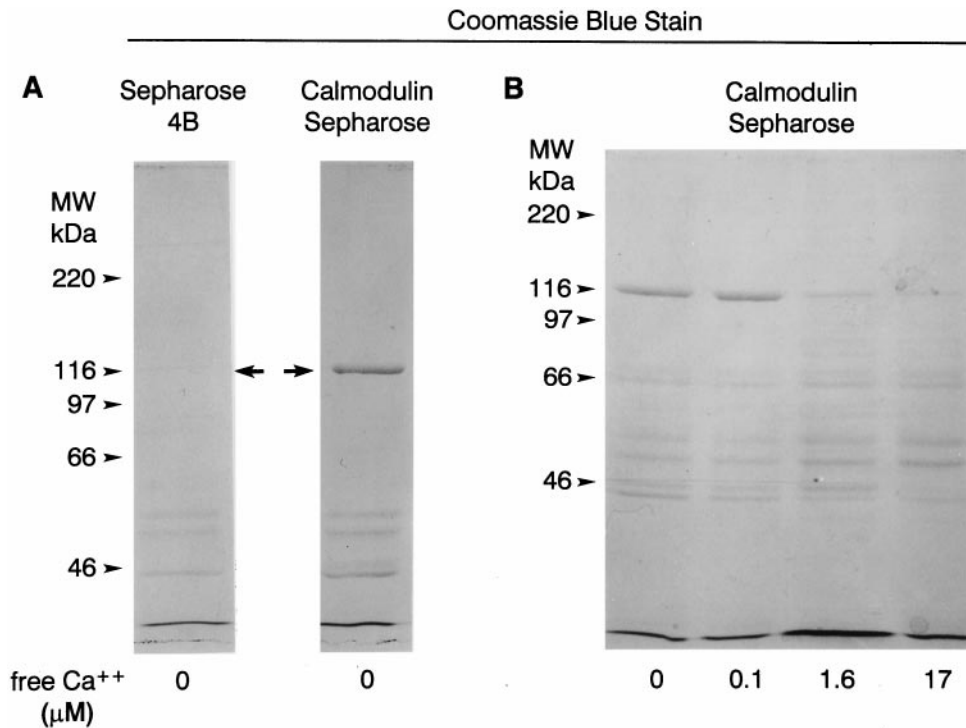 Coomassie Blue Stain
A
Sepharose
4B
Calmodulin
Sepharose
MW
kDa
220
116
97
66
46
free Ca++
(μM)
0
0
B
Calmodulin
Sepharose
MW
kDa
220
116
97
66
46
0
0.1
1.6
17